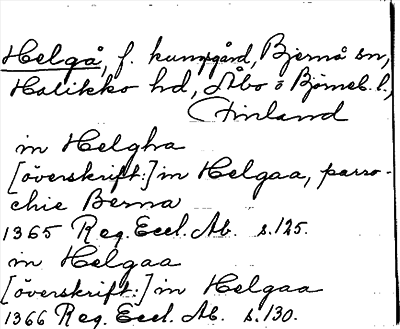 Helgå, f. kungsgård, Bjernå sn,
Halikko hd, Åbo o Björneb. l.,
Finland
in Helgha
[överskrift:] in Helgaa, parro-
chie Berna
1365 Reg. Eccl. Ab. s. 125.
in Helgaa
[överskrift:] in Helgaa
1366 Reg. Eccl. Ab. s. 130.